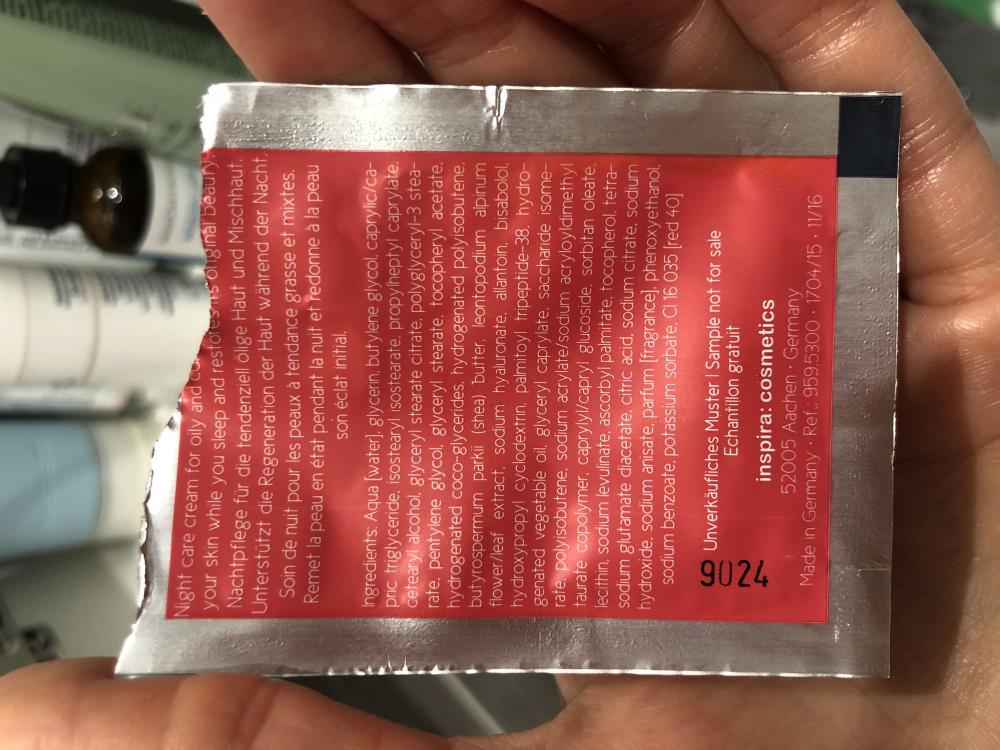 Night care cream for oily and co
your skin while you sleep and restores its original beauty.
Nachtpflege für die tendenziell ölige Haut und Mischhaut.
Unterstützt die Regeneration der Haut während der Nacht.
Soin de nuit pour les peaux à tendance grasse et mixtes.
Remet la peau en état pendant la nuit et redonne à la peau
son éclat initial.
Ingredients: Aqua [water], glycerin, butylene glycol, caprylic/ca-
pric triglyceride, isostearyl isostearate, propylheptyl caprylate,
cetearyl alcohol, glyceryl stearate citrate, polyglyceryl-3 stea-
rate, pentylene glycol, glyceryl stearate, tocopheryl acetate,
hydrogenated coco-glycerides, hydrogenated polyisobutene,
butyrospermum parkii (shea) butter, leontopodium alpinum
flower/leaf extract, sodium hyaluronate, allantoin, bisabolol,
hydroxypropyl cyclodextrin, palmitoyl tripeptide-38, hydro-
genated vegetable oil, glyceryl caprylate, saccharide isome-
rate, polyisobutene, sodium acrylate/sodium acryloyldimethyl
taurate copolymer, caprylyl/capryl glucoside, sorbitan oleate,
lecithin, sodium levulinate, ascorbyl palmitate, tocopherol, tetra-
sodium glutamate diacetate, citric acid, sodium citrate, sodium
hydroxide, sodium anisate, parfum [fragrance], phenoxyethanol,
sodium benzoate, potassium sorbate, CI 16 035 [red 40]
Unverkäufliches Muster | Sample not for sale
Echantillon gratuit
9024
inspira: cosmetics
52005 Aachen · Germany
Made in Germany · Ref.: 959.5300 · 1704/15 · 11/16